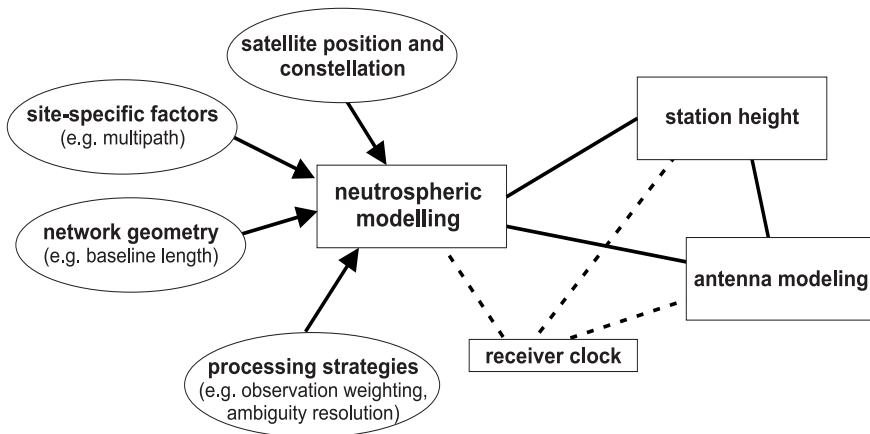 satellite position and
constellation
site-specific factors
(e.g. multipath)
station height
neutrospheric
modelling
network geometry
(e.g. baseline length)
antenna modeling
receiver clock
processing strategies
(e.g. observation weighting,
ambiguity resolution)